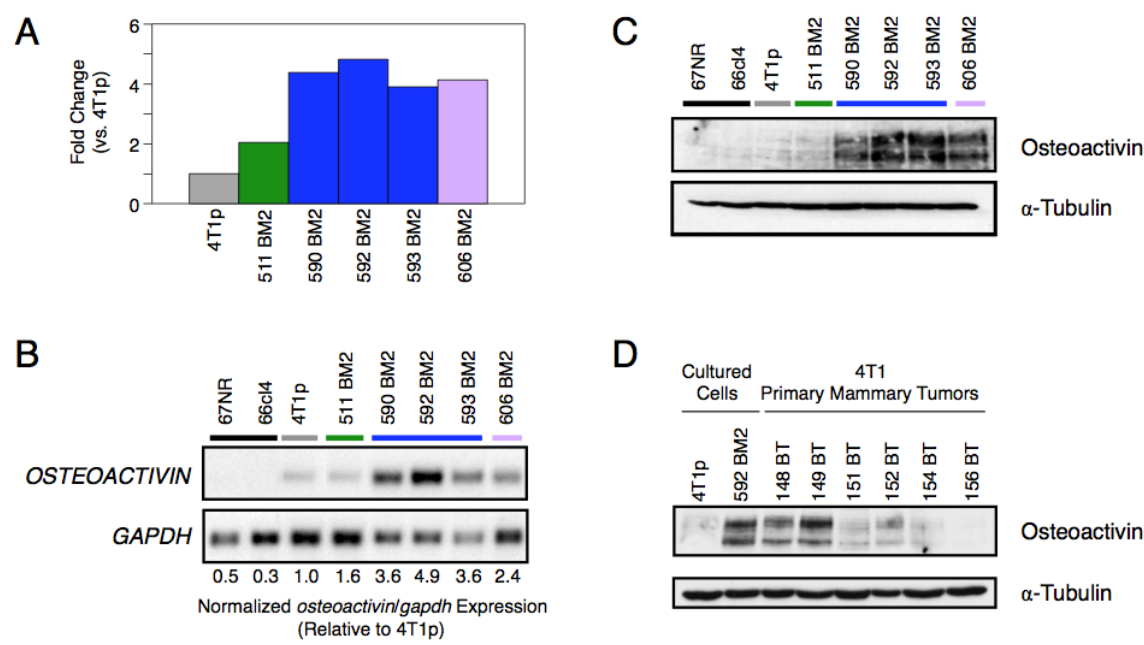 A
Fold Change
(vs. 4T1p)
6
4
2
0
4T1p
511 BM2
590 BM2
592 BM2
593 BM2
606 BM2
B
67NR
66cl4
4T1p
511 BM2
590 BM2
592 BM2
593 BM2
606 BM2
OSTEOACTIVIN
GAPDH
0.5 0.3 1.0 1.6 3.6 4.9 3.6 2.4
Normalized osteoactivin/gapdh Expression
(Relative to 4T1p)
C
67NR
66cl4
4T1p
511 BM2
590 BM2
592 BM2
593 BM2
606 BM2
Osteoactivin
α-Tubulin
D
Cultured
Cells
4T1
Primary Mammary Tumors
4T1p
592 BM2
148 BT
149 BT
151 BT
152 BT
154 BT
156 BT
Osteoactivin
α-Tubulin